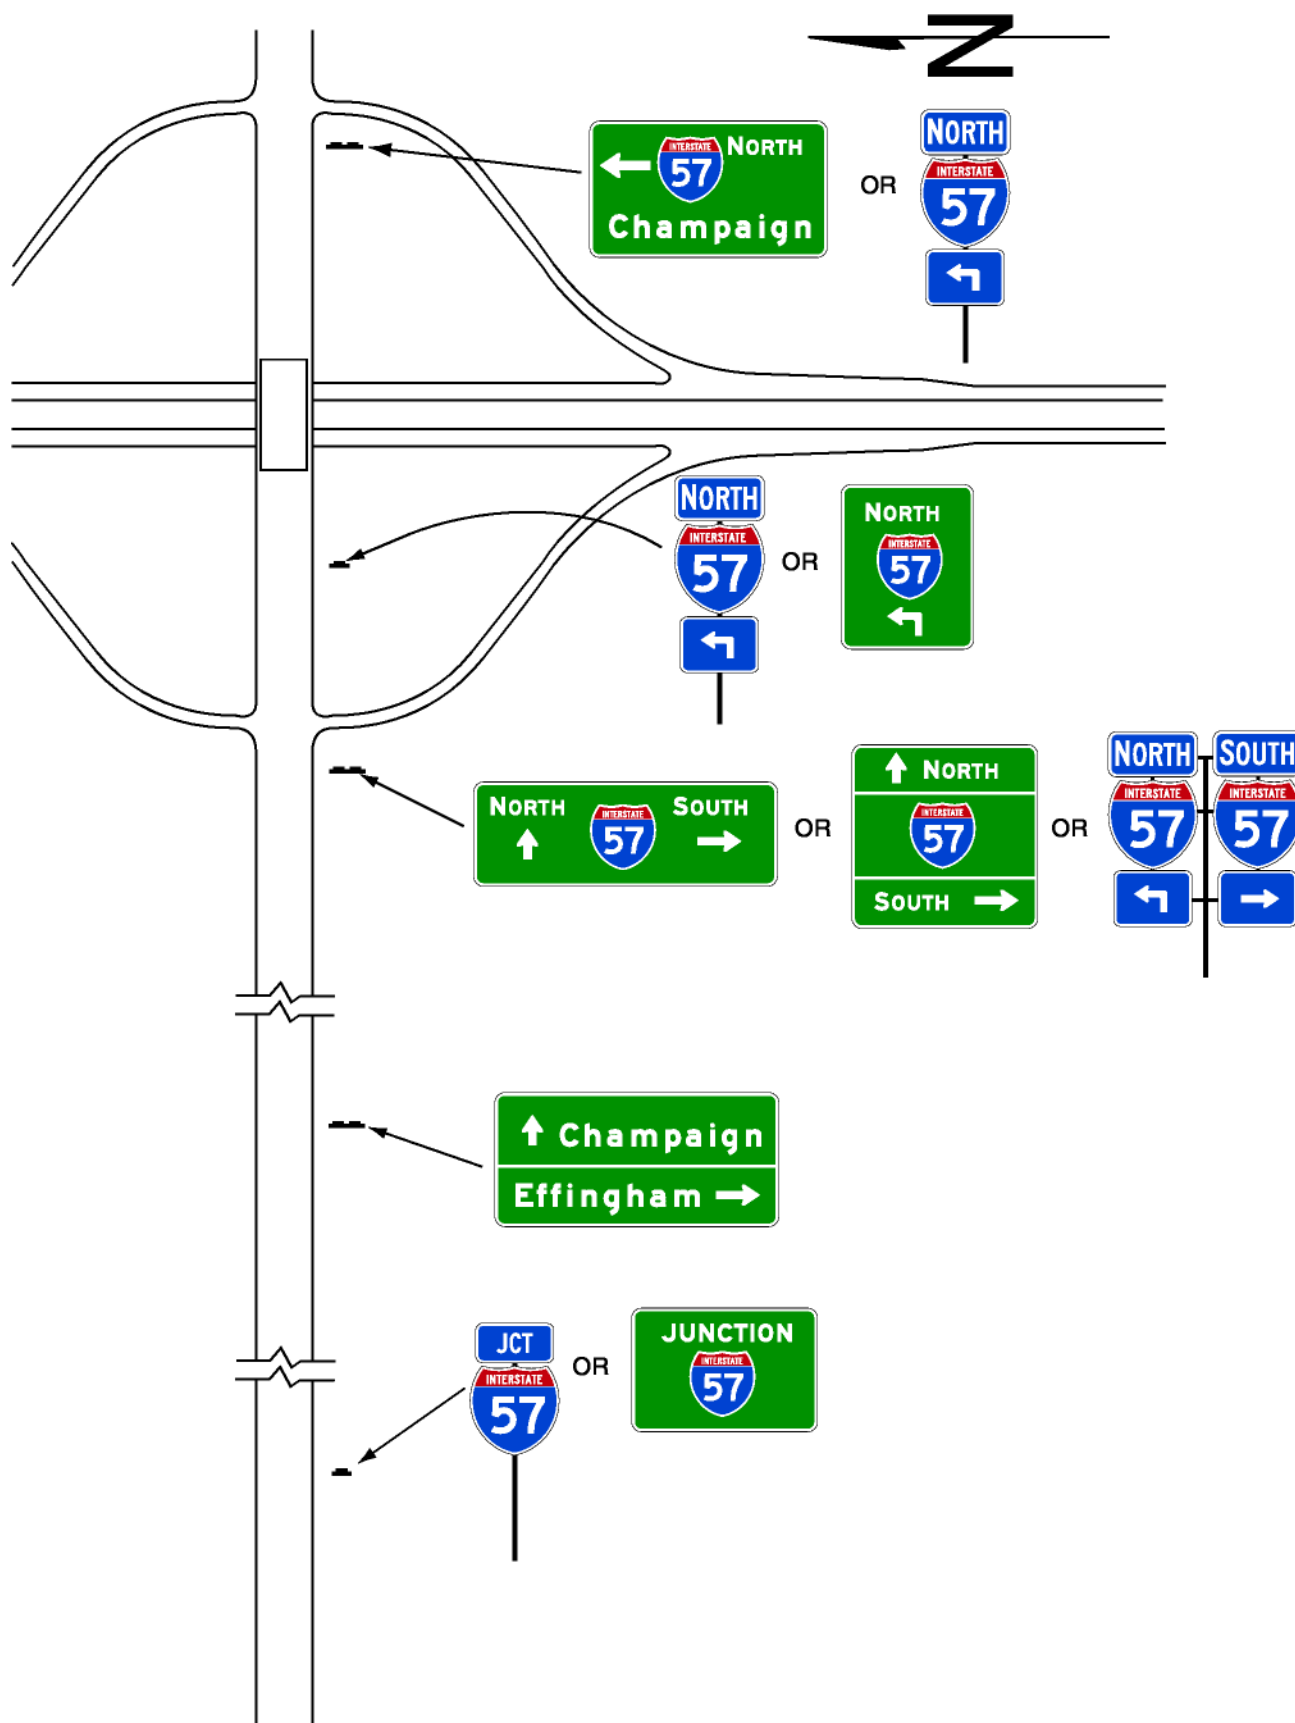 N
INTERSTATE
57
NORTH
Champaign
OR
NORTH
INTERSTATE
57
NORTH
INTERSTATE
57
OR
NORTH
INTERSTATE
57
NORTH
INTERSTATE
57
SOUTH
OR
NORTH
INTERSTATE
57
SOUTH
OR
NORTH
INTERSTATE
57
SOUTH
INTERSTATE
57
Champaign
Effingham
JCT
INTERSTATE
57
OR
JUNCTION
INTERSTATE
57